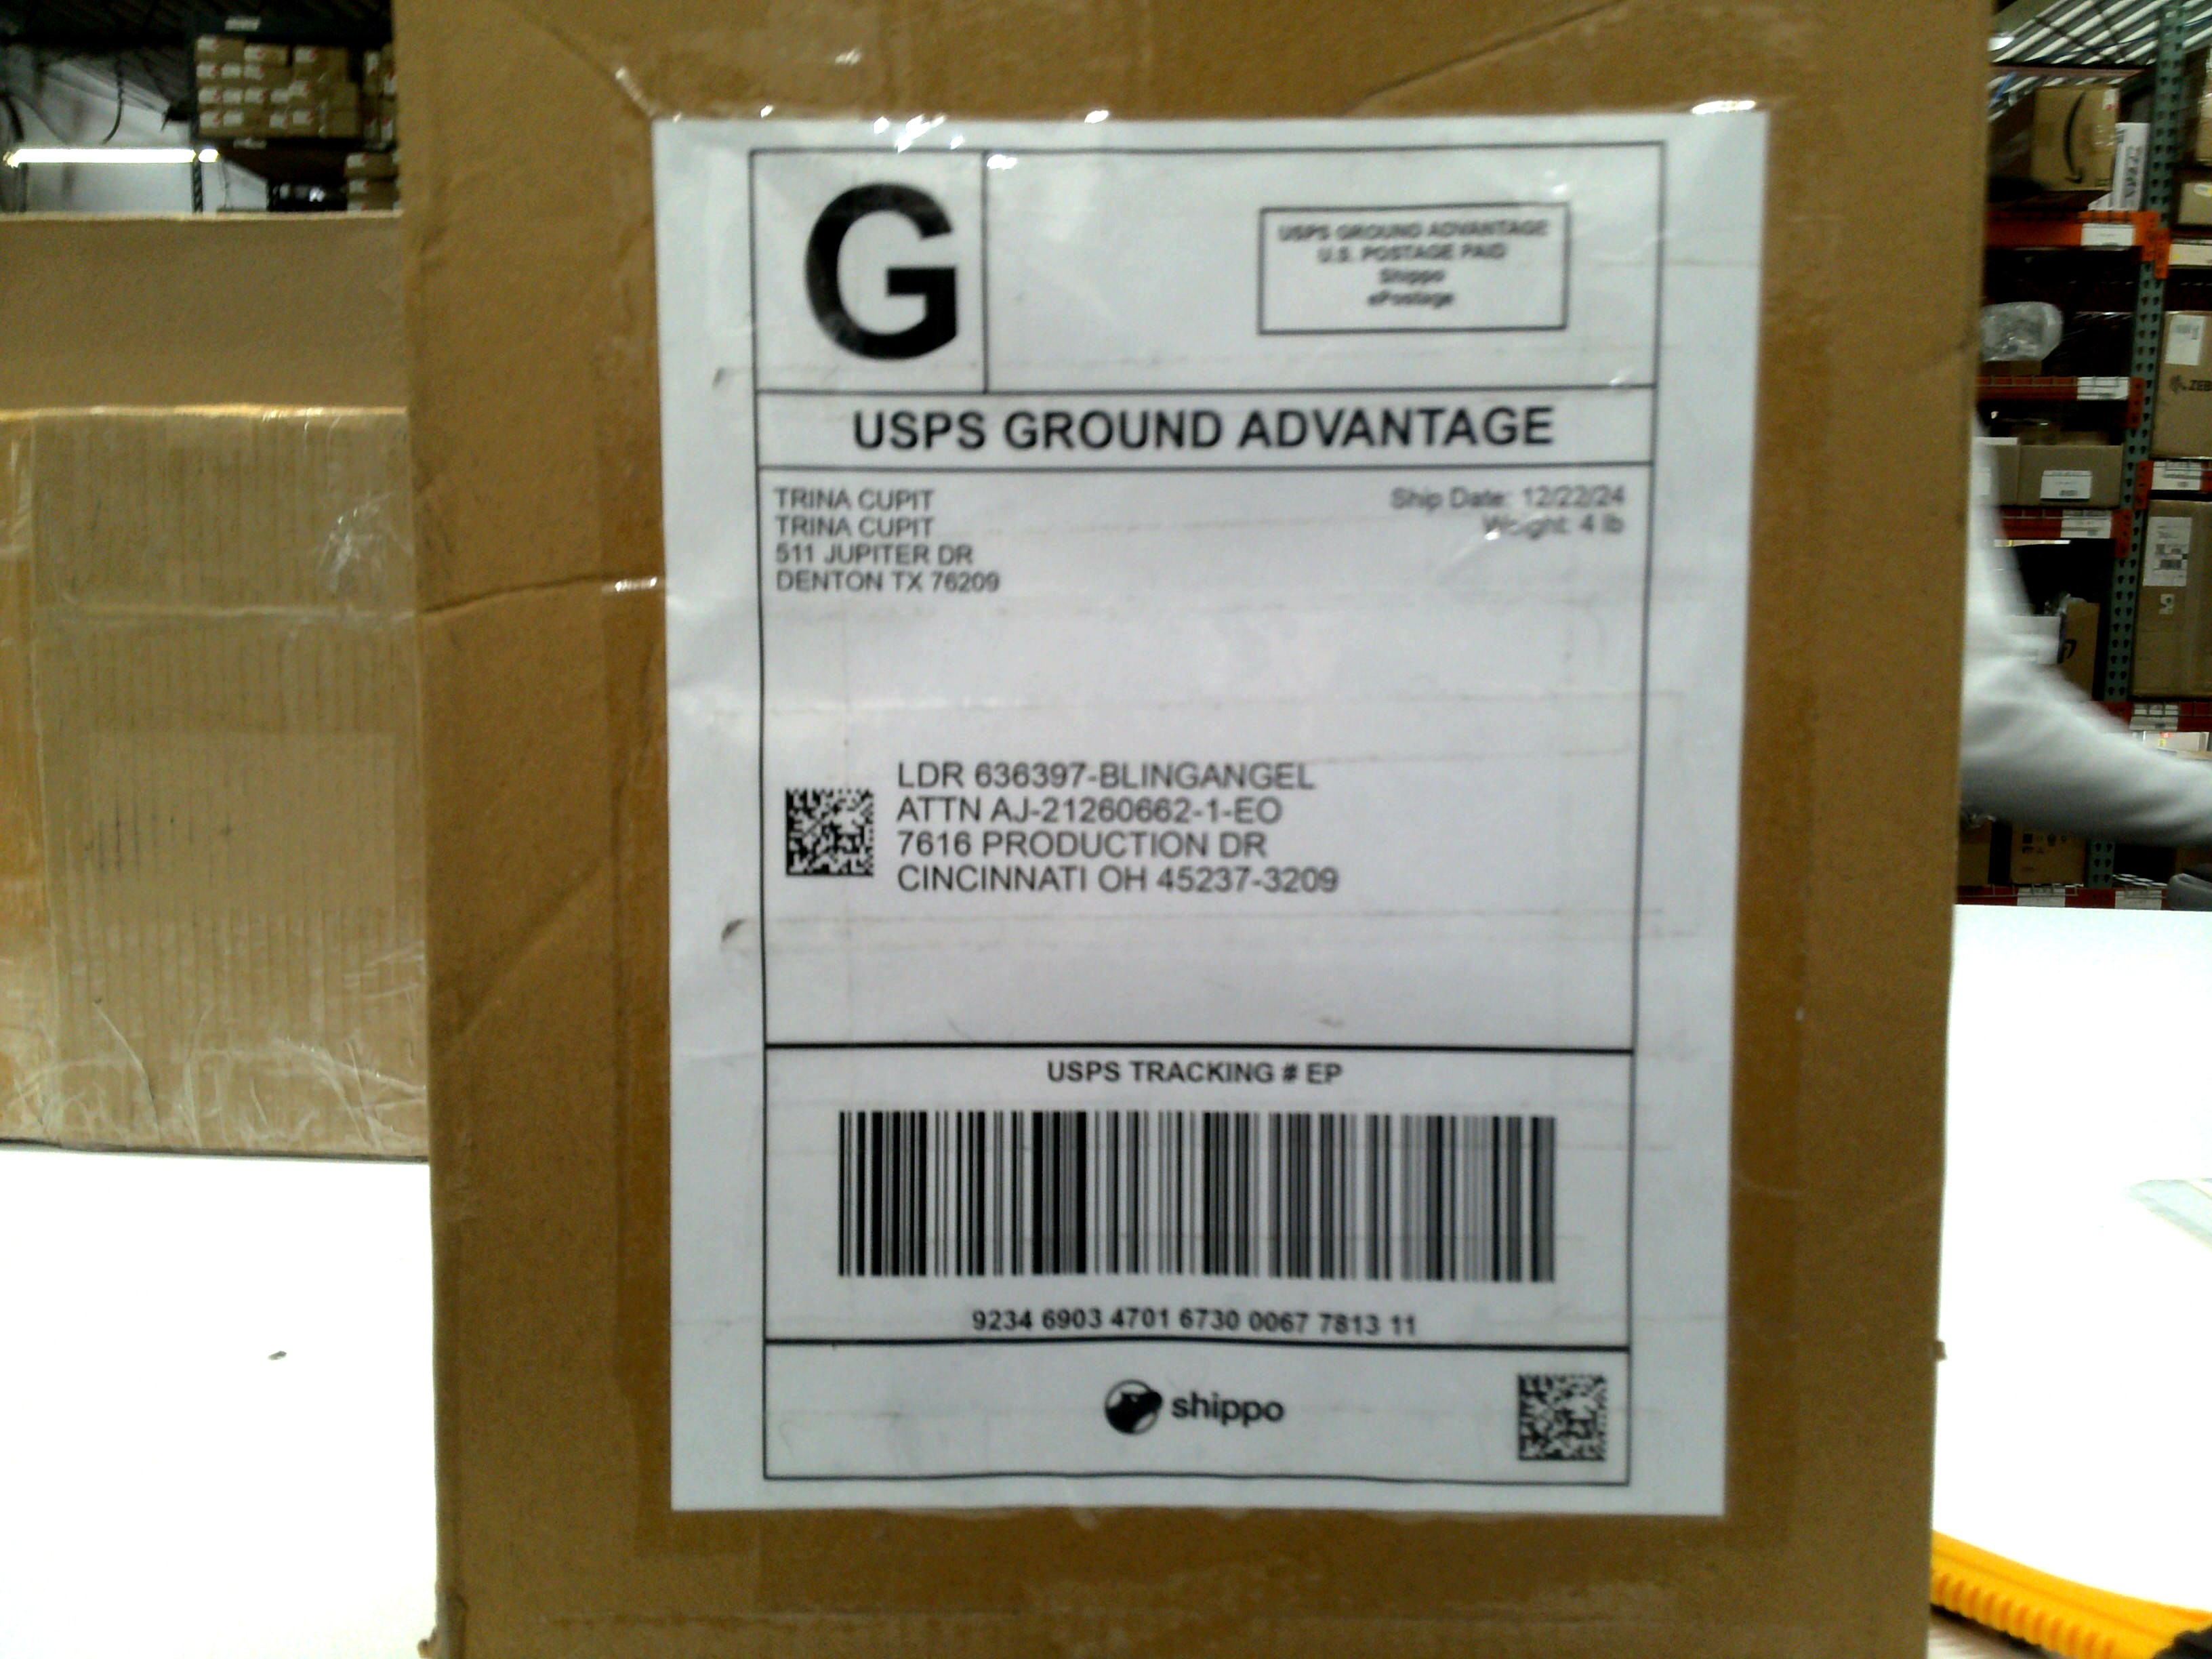 G
USPS GROUND ADVANTAGE
U.S. POSTAGE PAID
Shippo
ePostage
USPS GROUND ADVANTAGE
TRINA CUPIT
TRINA CUPIT
511 JUPITER DR
DENTON TX 76209
Ship Date: 12/22/24
Weight: 4 lb
LDR 636397-BLINGANGEL
ATTN AJ-21260662-1-EO
7616 PRODUCTION DR
CINCINNATI OH 45237-3209
USPS TRACKING # EP
9234 6903 4701 6730 0067 7813 11
shippo